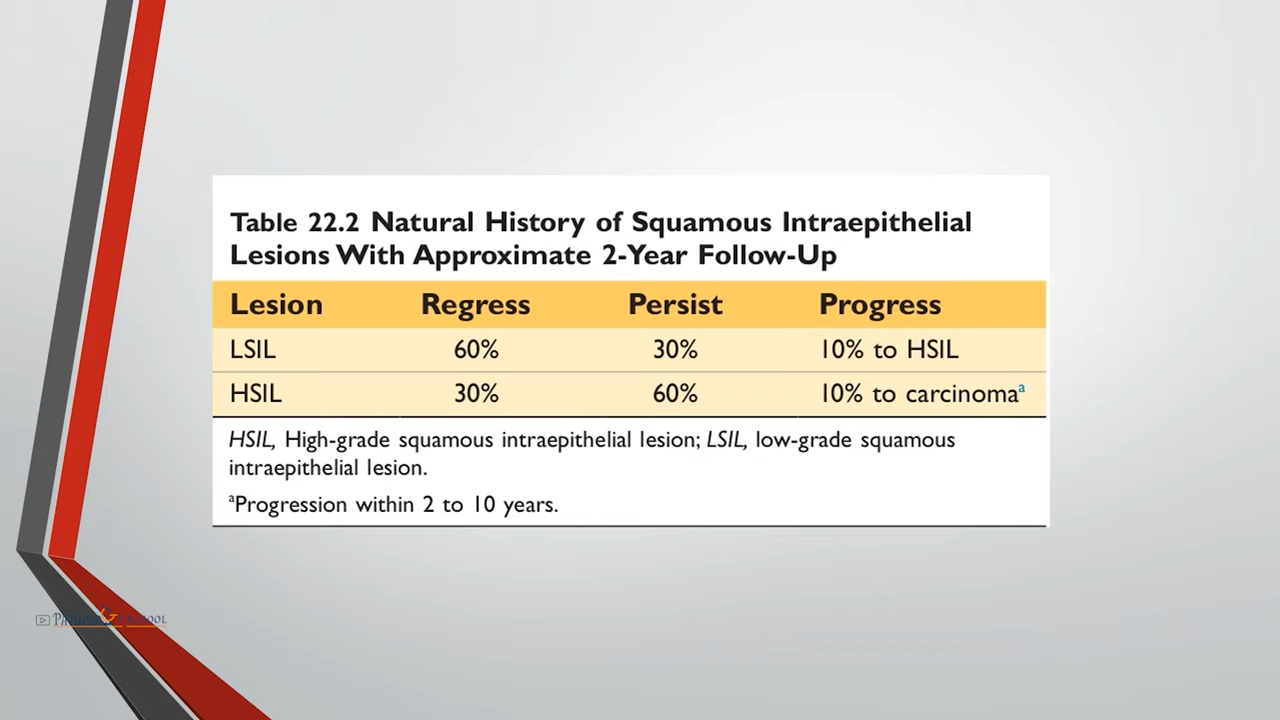 Table 22.2 Natural History of Squamous Intraepithelial
Lesions With Approximate 2-Year Follow-Up
Lesion Regress Persist Progress
LSIL 60% 30% 10% to HSIL
HSIL 30% 60% 10% to carcinomaᵃ
HSIL, High-grade squamous intraepithelial lesion; LSIL, low-grade squamous
intraepithelial lesion.
ᵃProgression within 2 to 10 years.